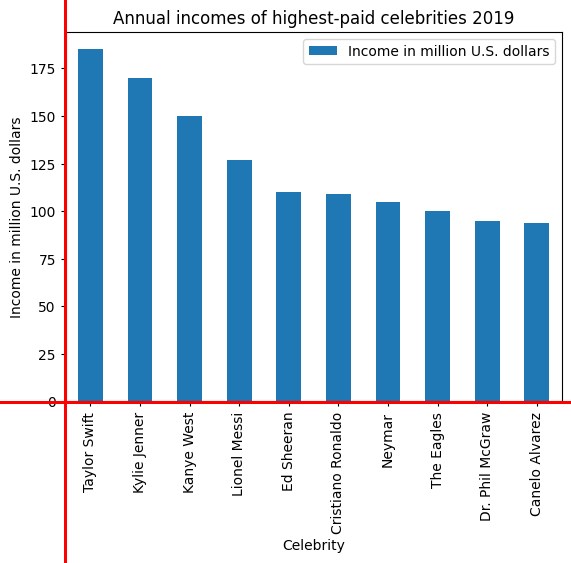 Annual incomes of highest-paid celebrities 2019
Income in million U.S. dollars
Income in million U.S. dollars
175
150
125
100
75
50
25
0
Taylor Swift
Kylie Jenner
Kanye West
Lionel Messi
Ed Sheeran
Cristiano Ronaldo
Neymar
The Eagles
Dr. Phil McGraw
Canelo Alvarez
Celebrity